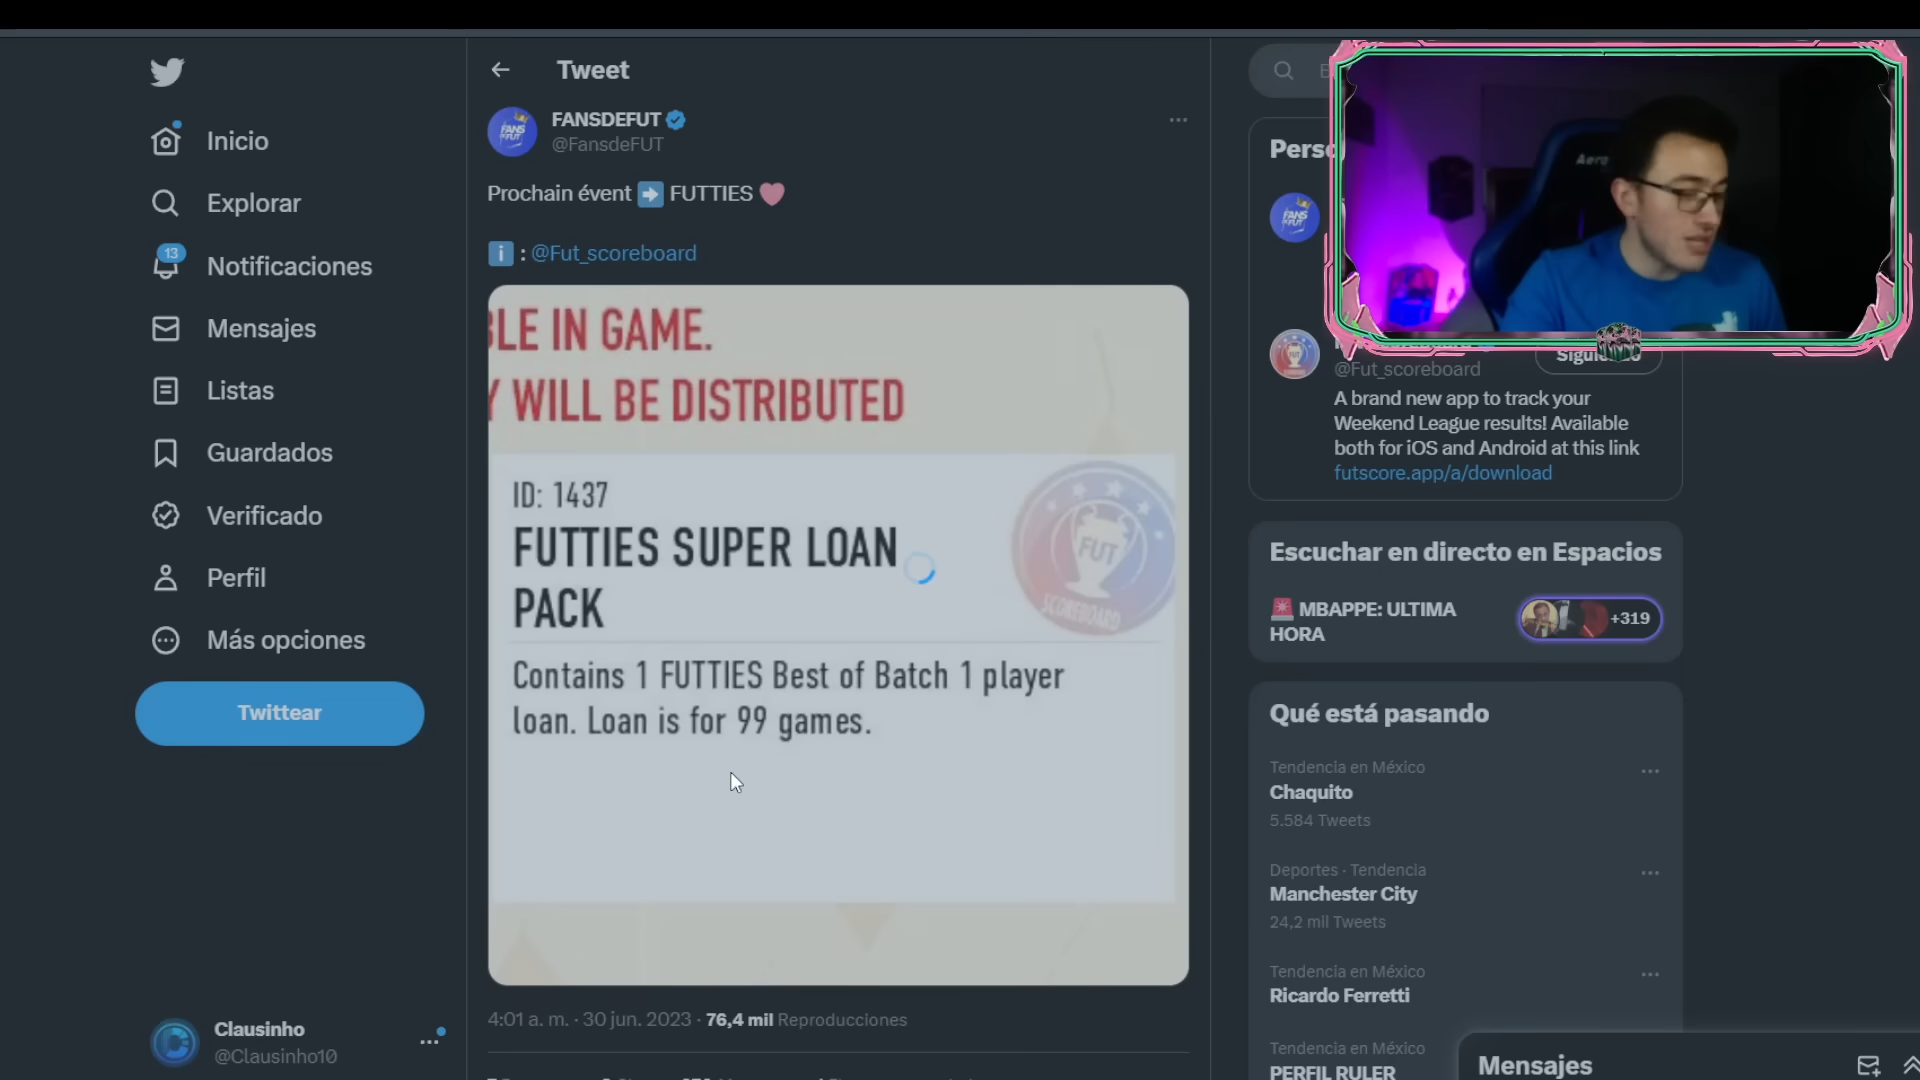 Inicio
Explorar
13
Notificaciones
Mensajes
Listas
Guardados
Verificado
Perfil
Más opciones
Twittear
Clausinho
@Clausinho10
Tweet
FANSDEFUT
@FansdeFUT
Prochain évent ➡️ FUTTIES
ℹ️ : @Fut_scoreboard
LE IN GAME.
WILL BE DISTRIBUTED
ID: 1437
FUTTIES SUPER LOAN
PACK
FUT
SCOREBOARD
Contains 1 FUTTIES Best of Batch 1 player
loan. Loan is for 99 games.
4:01 a. m. · 30 jun. 2023 · 76,4 mil Reproducciones
FANS
FUT
Aero
@Fut_scoreboard
A brand new app to track your
Weekend League results! Available
both for iOS and Android at this link
futscore.app/a/download
Escuchar en directo en Espacios
MBAPPE: ULTIMA
HORA
+319
Qué está pasando
Tendencia en México
Chaquito
5.584 Tweets
Deportes · Tendencia
Manchester City
24,2 mil Tweets
Tendencia en México
Ricardo Ferretti
Tendencia en México
PERFIL RULER
Mensajes